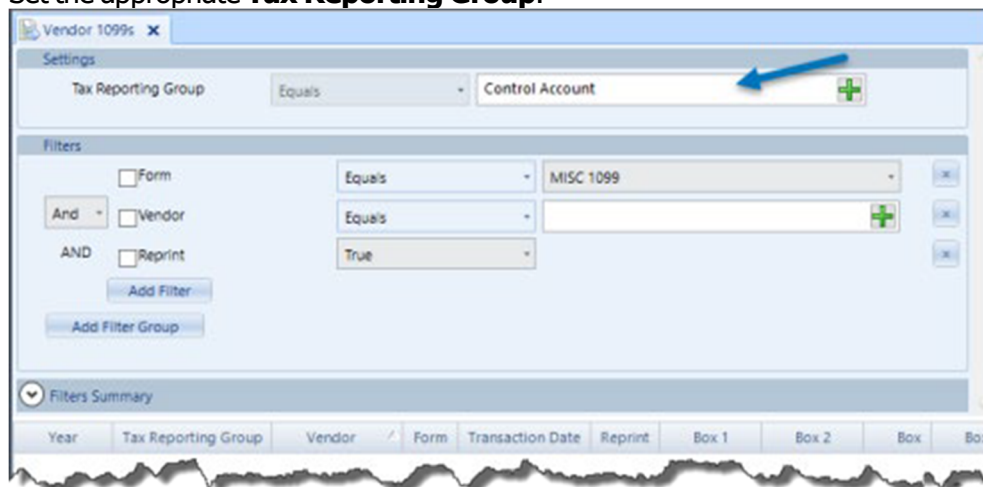 Set the appropriate Tax Reporting Group.
Vendor 1099s x
Settings
Tax Reporting Group Equals Control Account
Filters
Form Equals MISC 1099
And Vendor Equals
AND Reprint True
Add Filter
Add Filter Group
Filters Summary
Year Tax Reporting Group Vendor Form Transaction Date Reprint Box 1 Box 2 Box Bo